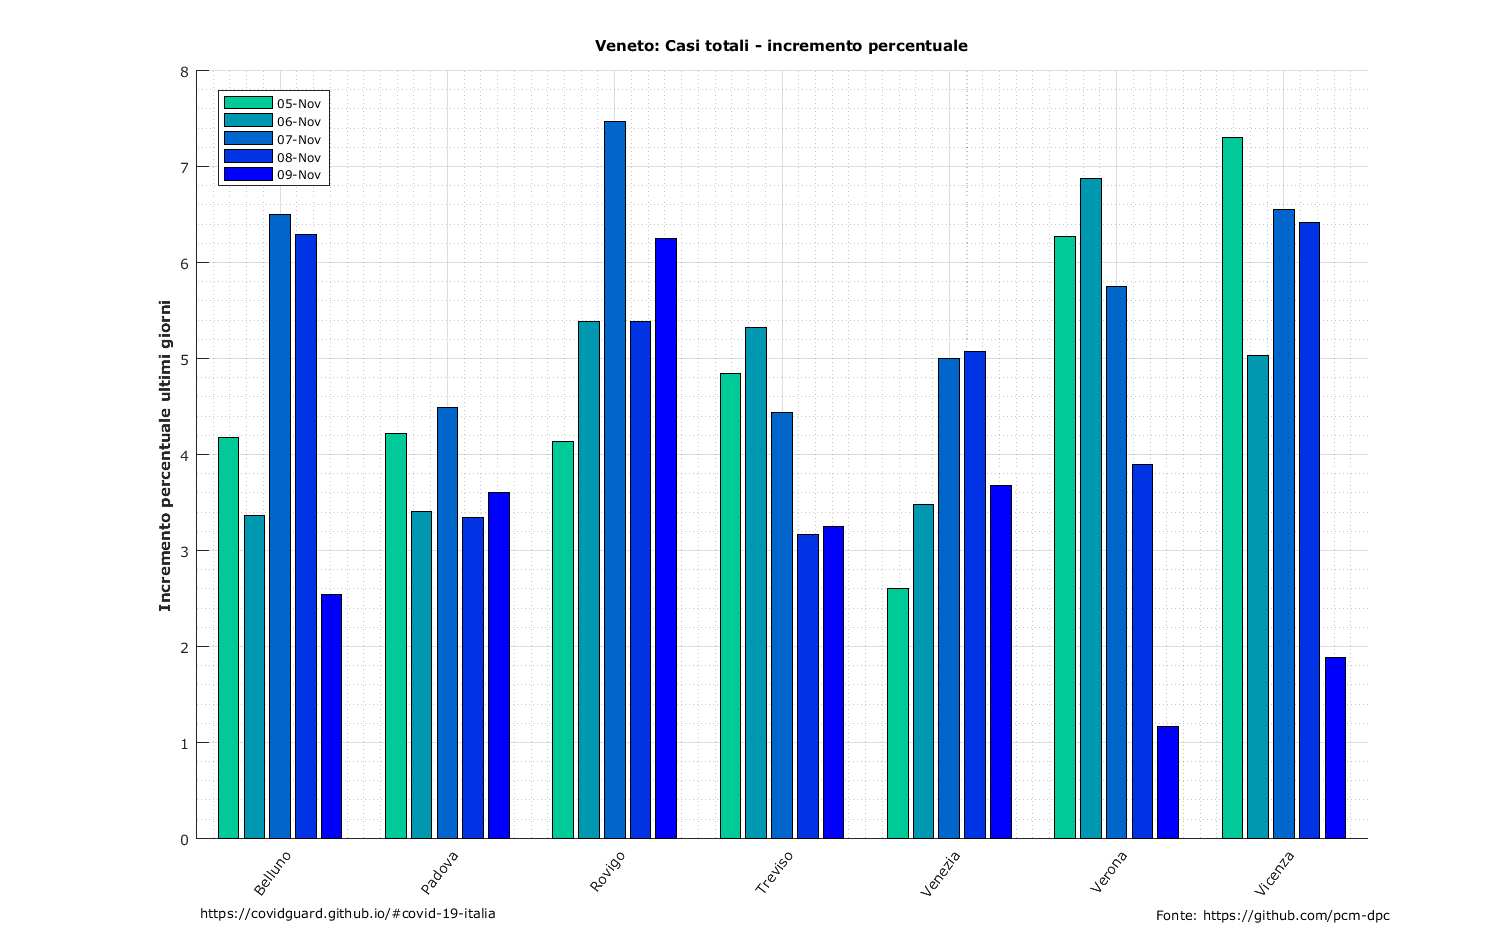 Veneto: Casi totali - incremento percentuale
8
7
6
5
4
3
2
1
0
Incremento percentuale ultimi giorni
05-Nov
06-Nov
07-Nov
08-Nov
09-Nov
Belluno
Padova
Rovigo
Treviso
Venezia
Verona
Vicenza
https://covidguard.github.io/#covid-19-italia
Fonte: https://github.com/pcm-dpc